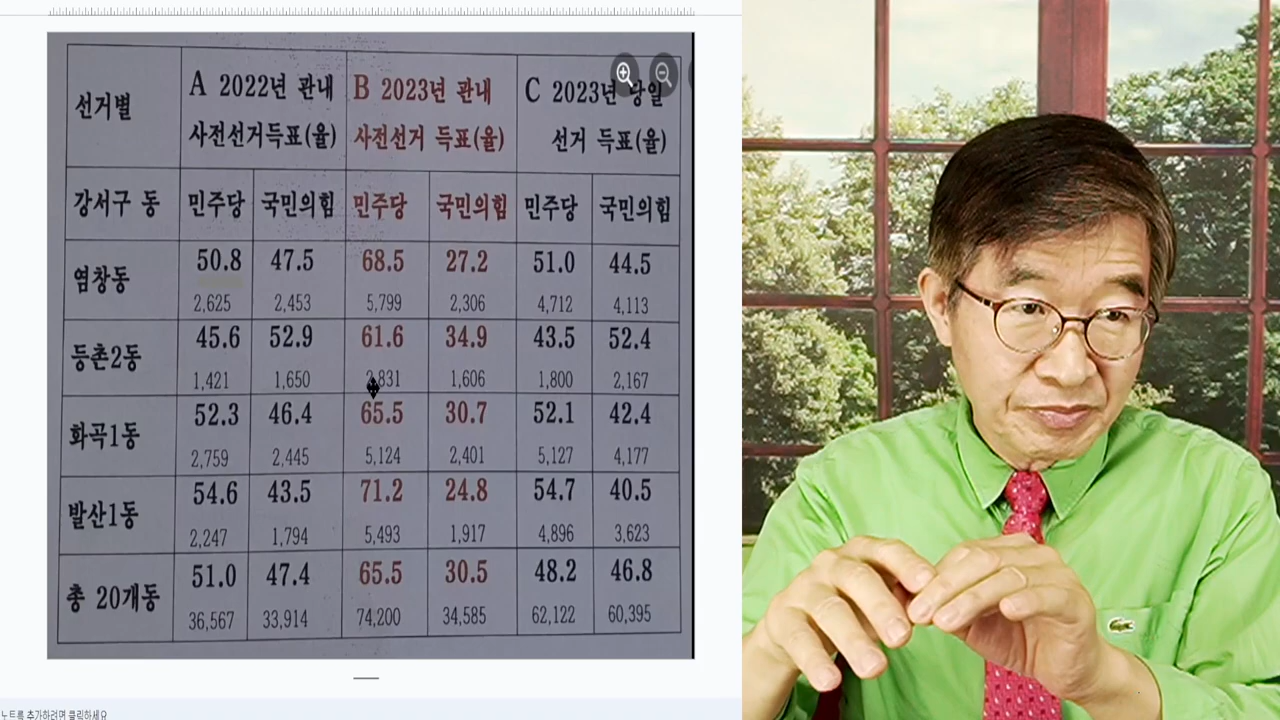 선거별
A 2022년 관내
사전선거득표(율)
B 2023년 관내
사전선거 득표(율)
C 2023년 당일
선거 득표(율)
강서구 동 민주당 국민의힘 민주당 국민의힘 민주당 국민의힘
염창동 50.8 47.5 68.5 27.2 51.0 44.5
2,625 2,453 5,799 2,306 4,712 4,113
등촌2동 45.6 52.9 61.6 34.9 43.5 52.4
1,421 1,650 2,831 1,606 1,800 2,167
화곡1동 52.3 46.4 65.5 30.7 52.1 42.4
2,759 2,445 5,124 2,401 5,127 4,177
발산1동 54.6 43.5 71.2 24.8 54.7 40.5
2,247 1,794 5,493 1,917 4,896 3,623
총 20개동 51.0 47.4 65.5 30.5 48.2 46.8
36,567 33,914 74,200 34,585 62,122 60,395
노트를 추가하려면 클릭하세요